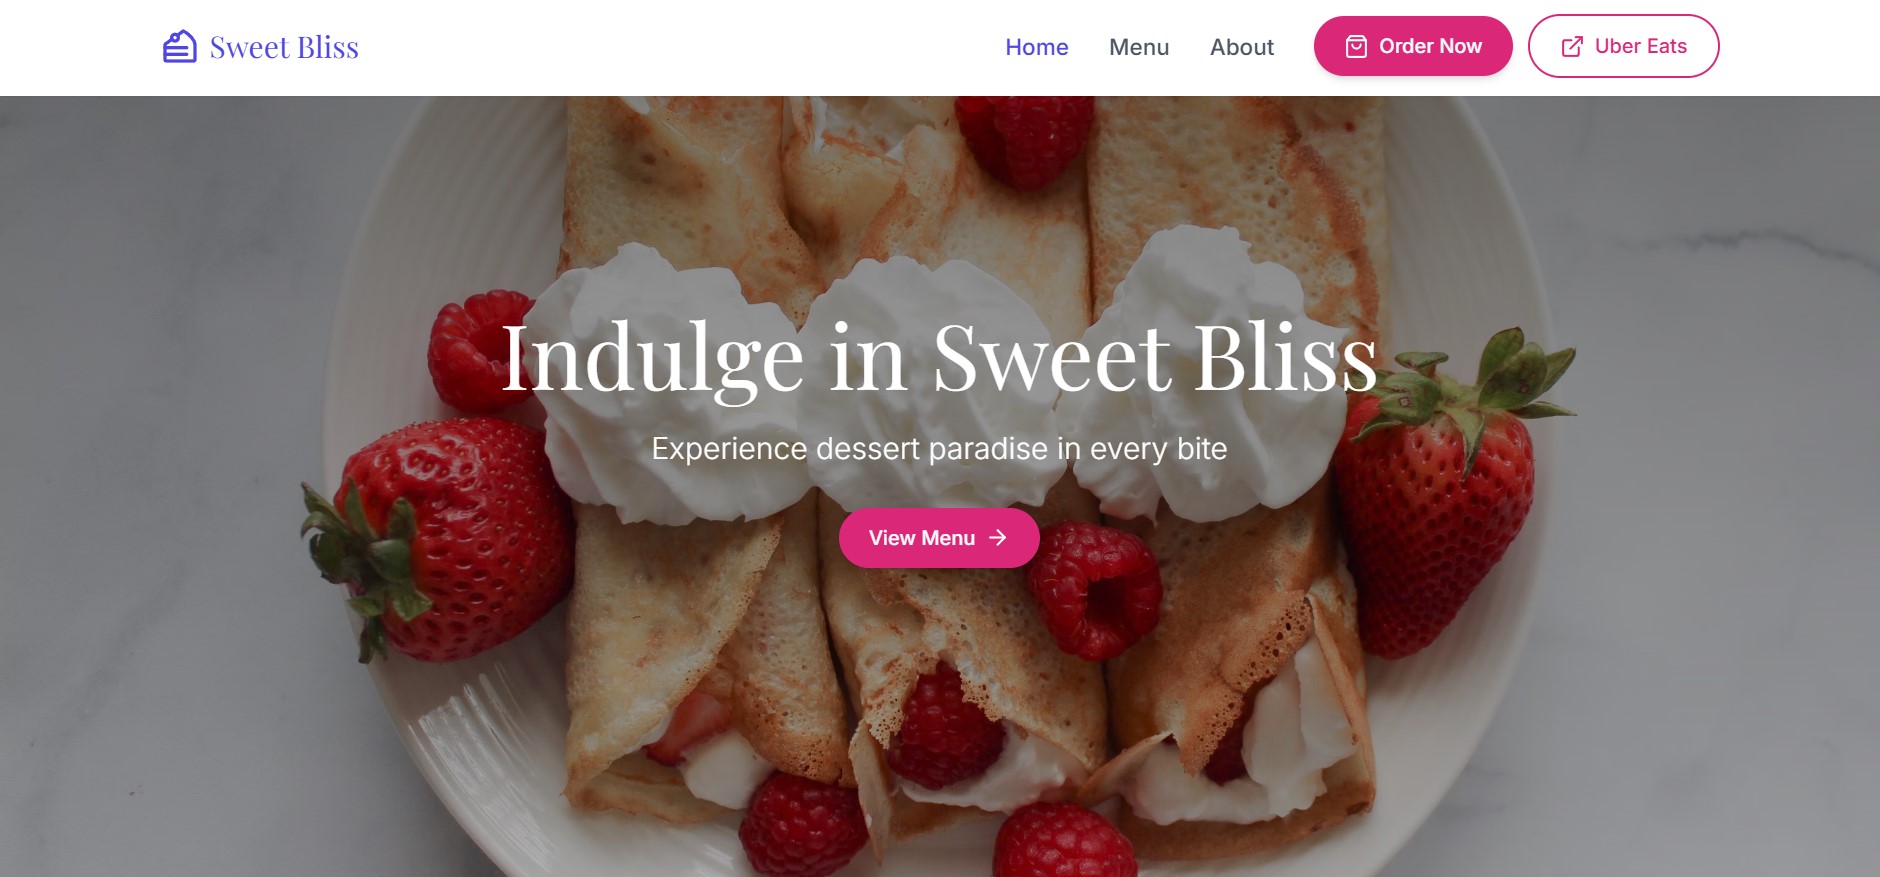 Sweet Bliss
Home
Menu
About
Order Now
Uber Eats
Indulge in Sweet Bliss
Experience dessert paradise in every bite
View Menu